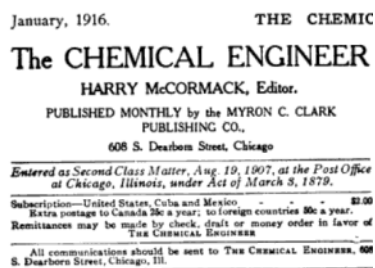 January, 1916. THE CHEMIC
The CHEMICAL ENGINEER
HARRY McCORMACK, Editor.
PUBLISHED MONTHLY by the MYRON C. CLARK
PUBLISHING CO.,
608 S. Dearborn Street, Chicago
Entered as Second Class Matter, Aug. 19, 1907, at the Post Office
at Chicago, Illinois, under Act of March 3, 1879.
Subscription—United States, Cuba and Mexico - - - $2.00
Extra postage to Canada 25c a year; to foreign countries 50c a year.
Remittances may be made by check, draft or money order in favor of
THE CHEMICAL ENGINEER
All communications should be sent to THE CHEMICAL ENGINEER, 608
S. Dearborn Street, Chicago, Ill.